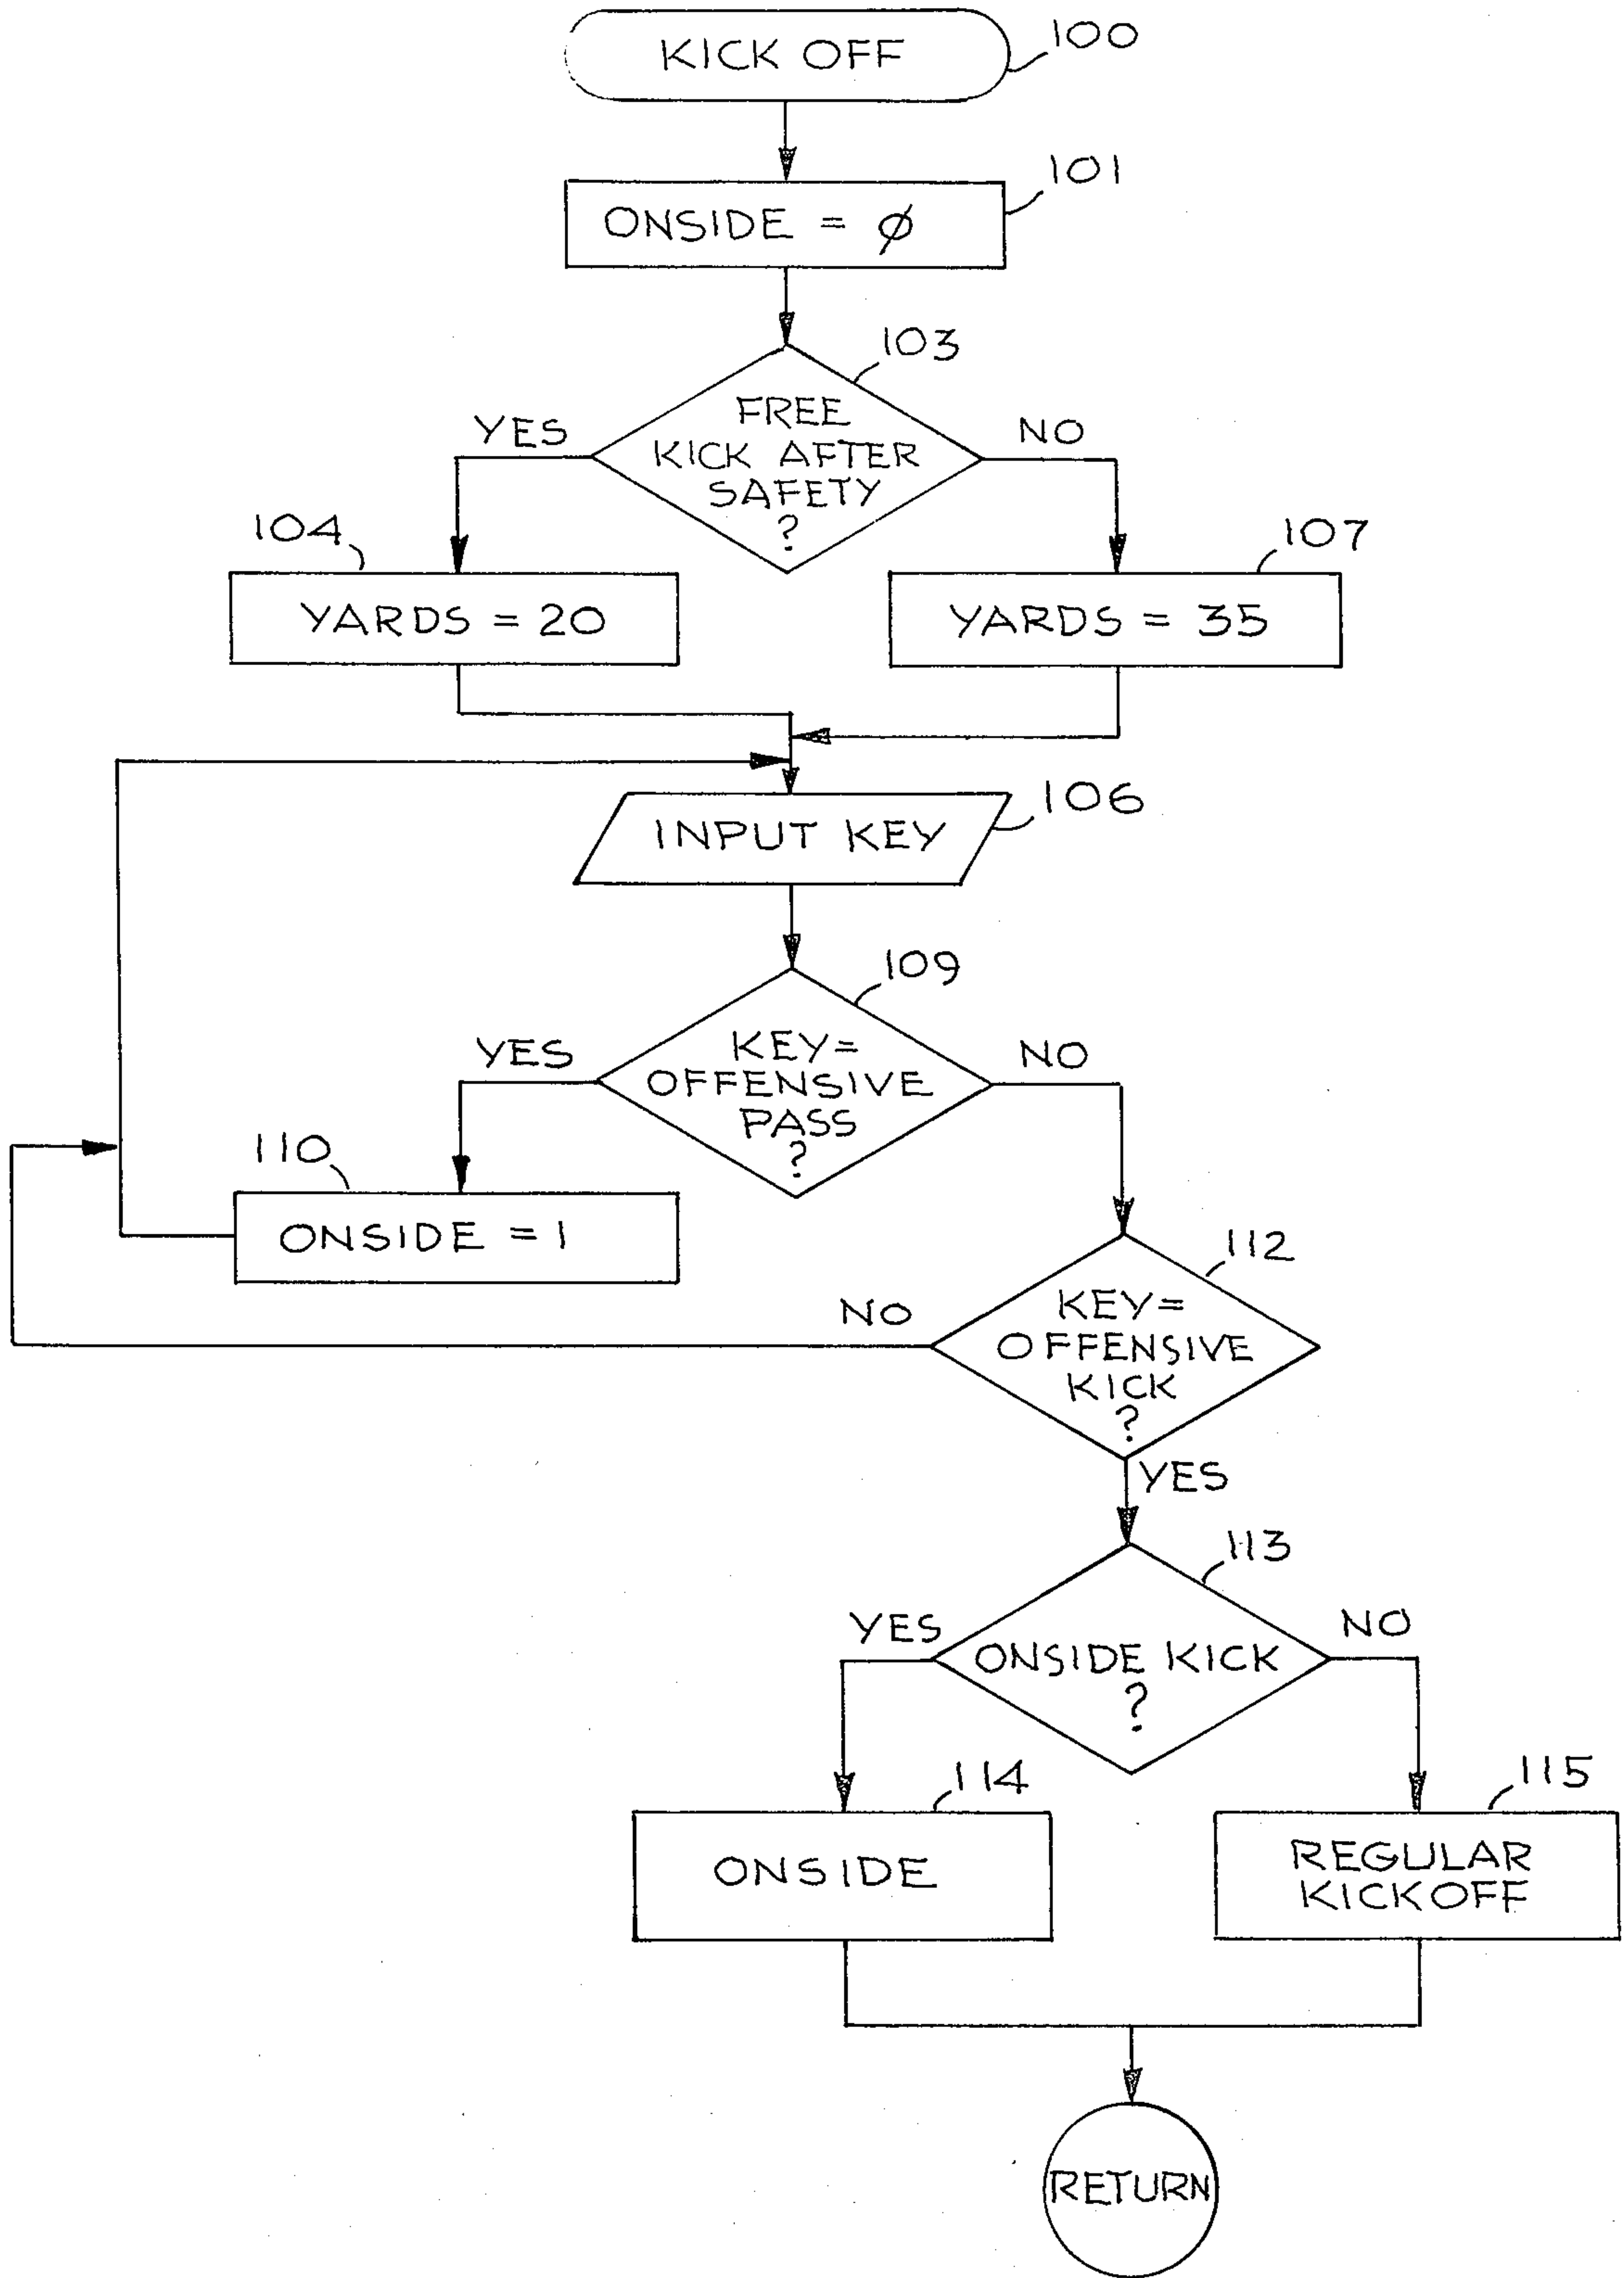 KICK OFF
100
101
ONSIDE = Ø
103
FREE
KICK AFTER
SAFETY
?
YES
NO
104
107
YARDS = 20
YARDS = 35
106
INPUT KEY
109
KEY=
OFFENSIVE
PASS
?
YES
NO
110
ONSIDE = 1
112
KEY=
OFFENSIVE
KICK
?
NO
YES
113
ONSIDE KICK
?
YES
NO
114
115
ONSIDE
REGULAR
KICKOFF
RETURN